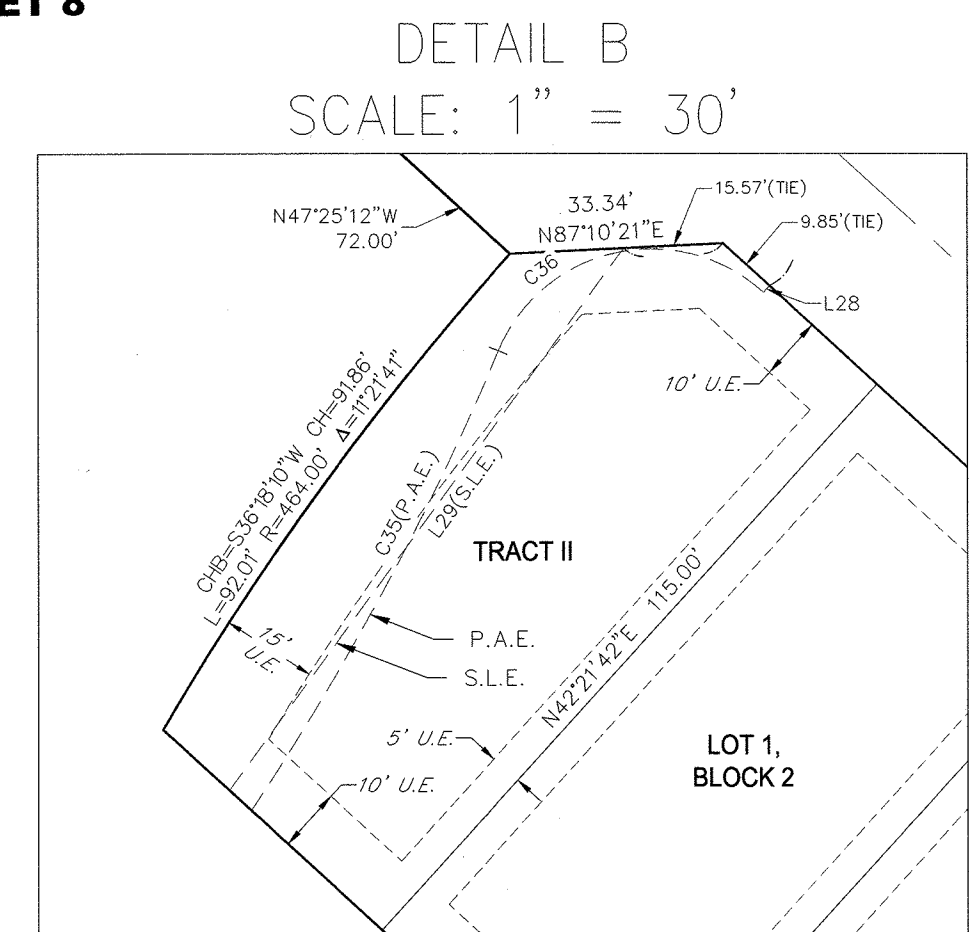 ET 8
DETAIL B
SCALE: 1" = 30'
N47°25'12"W
72.00'
33.34'
N87°10'21"E
15.57'(TIE)
9.85'(TIE)
C36
L28
10' U.E.
CHB=S36°18'10"W CH=91.86'
L=92.01' R=464.00' Δ=11°21'41"
C35(P.A.E.)
L29(S.L.E.)
TRACT II
N42°21'42"E 115.00'
15'
U.E.
P.A.E.
S.L.E.
5' U.E.
10' U.E.
LOT 1,
BLOCK 2